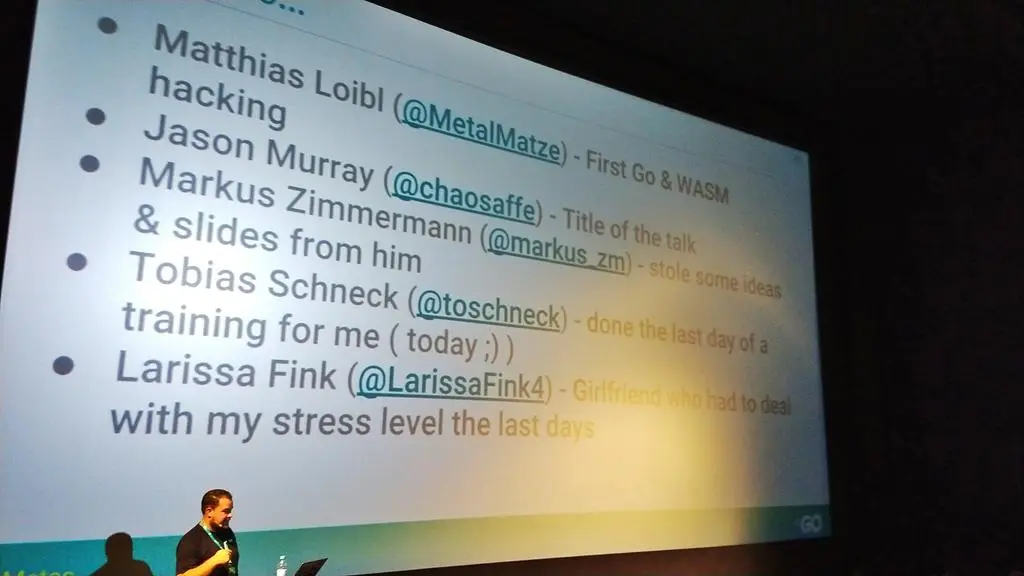 Matthias Loibl (@MetalMatze) - First Go & WASM
hacking
Jason Murray (@chaosaffe) - Title of the talk
Markus Zimmermann (@markus_zm) - stole some ideas
& slides from him
Tobias Schneck (@toschneck) - done the last day of a
training for me ( today ;) )
Larissa Fink (@LarissaFink4) - Girlfriend who had to deal
with my stress level the last days
GO